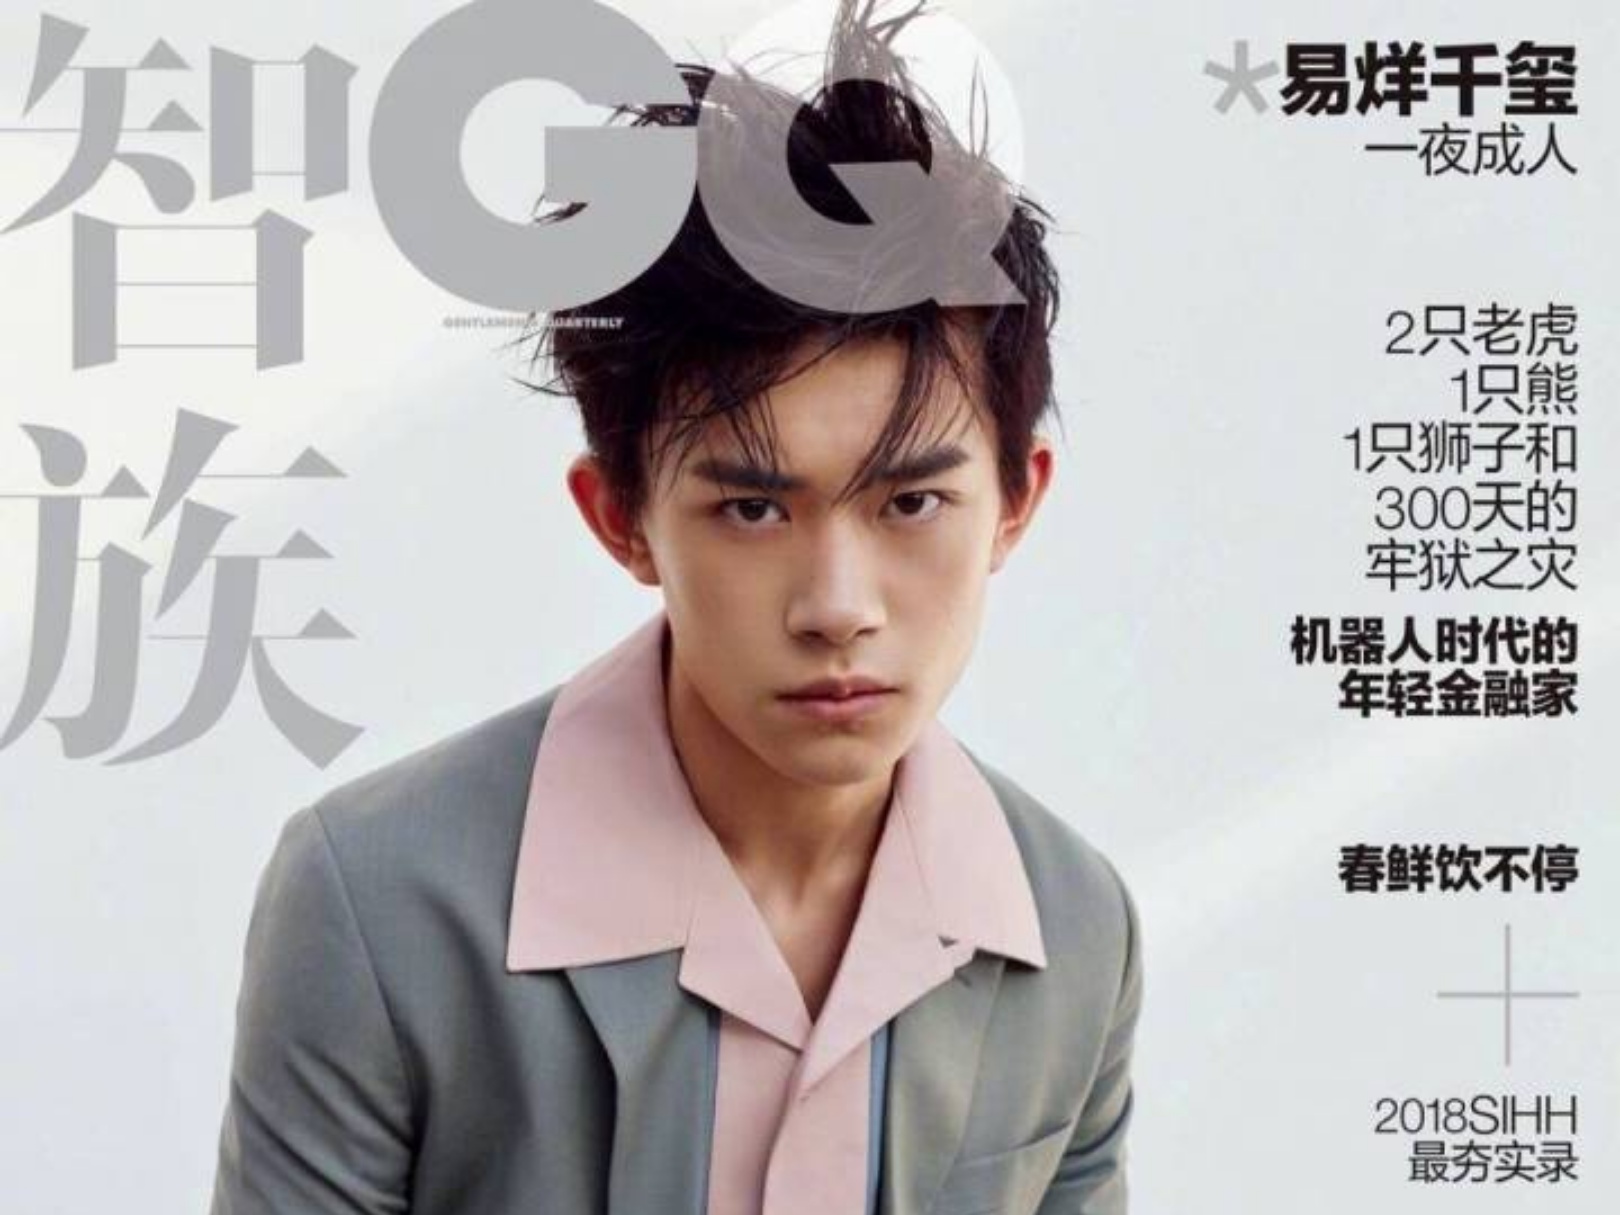 智族
GQ
GENTLEMEN'S QUARTERLY
*易烊千玺
一夜成人
2只老虎
1只熊
1只狮子和
300天的
牢狱之灾
机器人时代的
年轻金融家
春鲜饮不停
2018SIHH
最夯实录